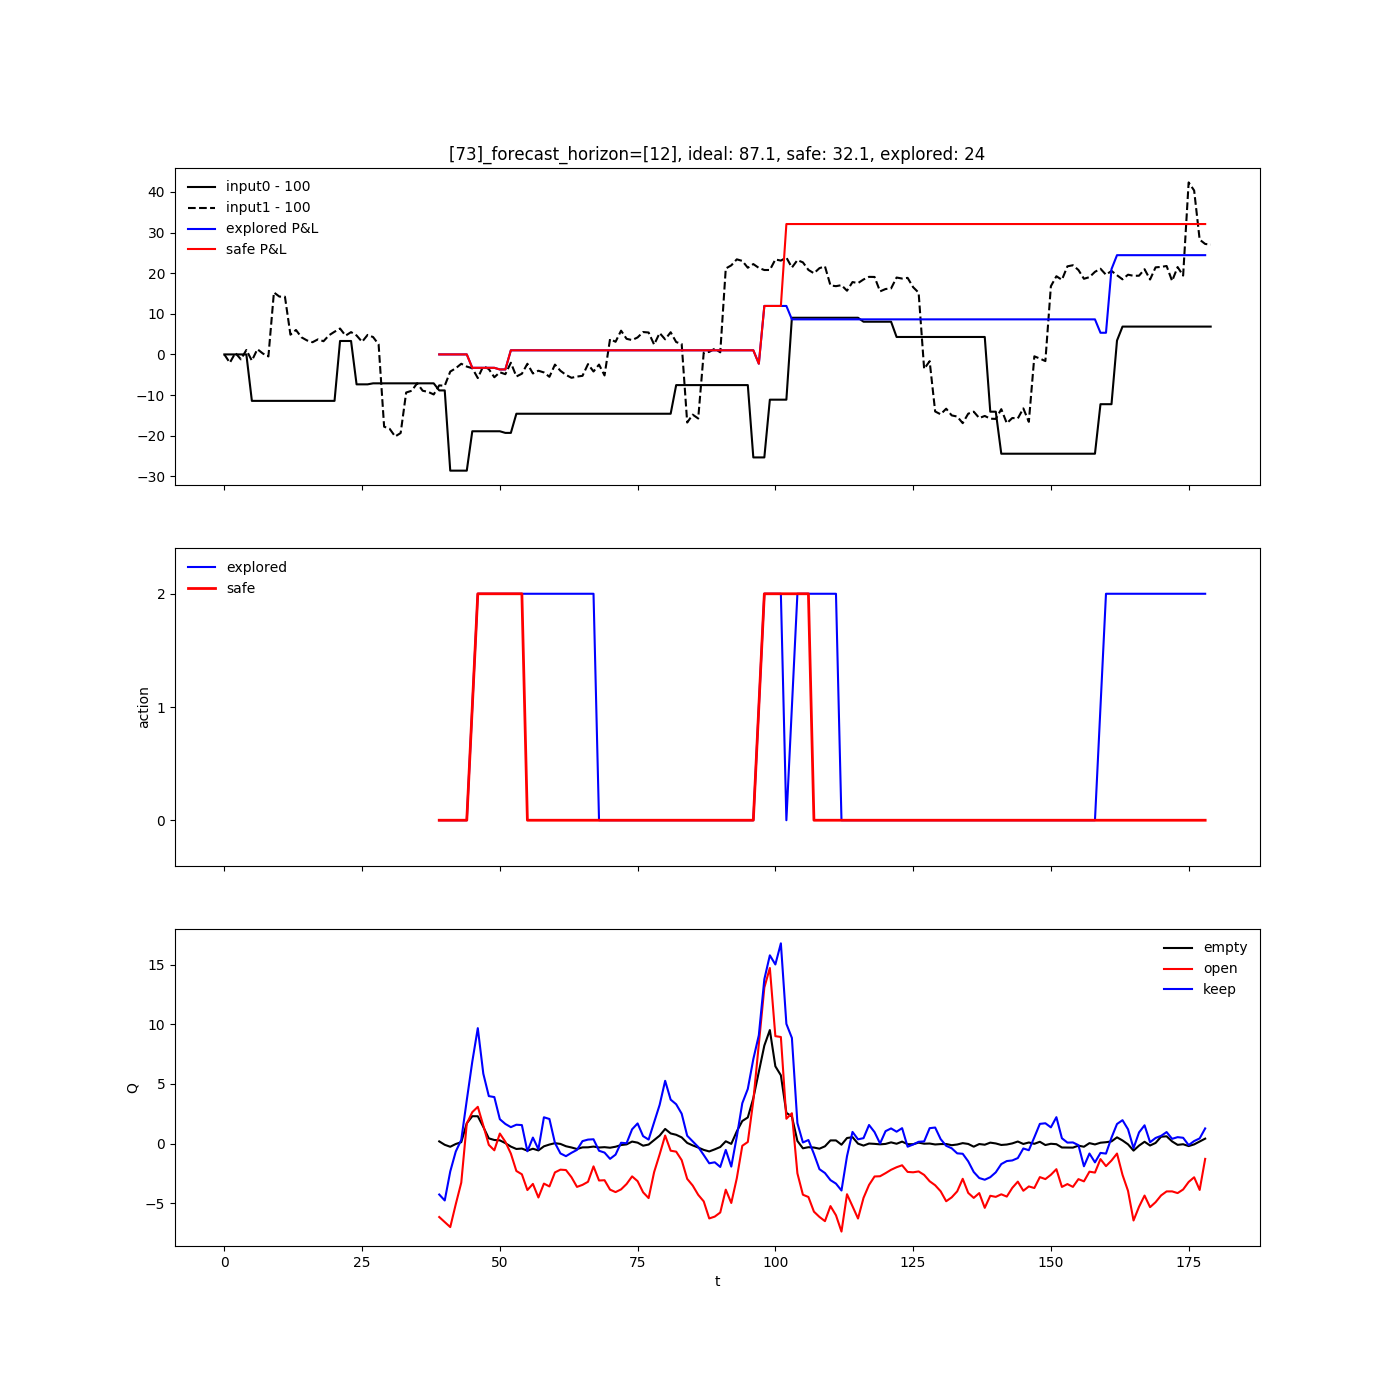 [73]_forecast_horizon=[12], ideal: 87.1, safe: 32.1, explored: 24
input0 - 100
input1 - 100
explored P&L
safe P&L
40
30
20
10
0
−10
−20
−30
explored
safe
2
1
0
action
empty
open
keep
15
10
5
0
−5
Q
0 25 50 75 100 125 150 175
t